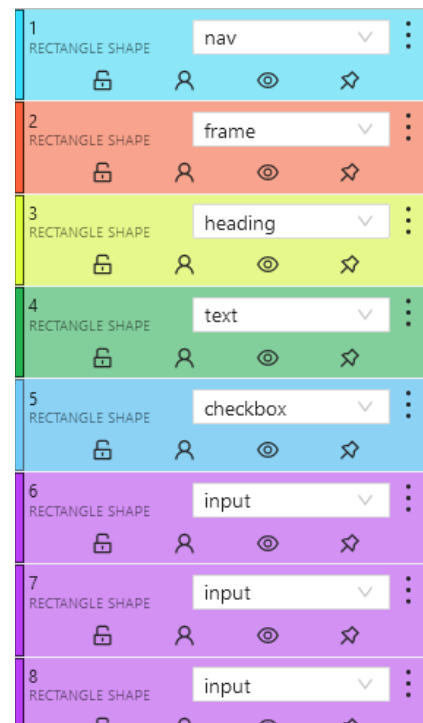 1
RECTANGLE SHAPE
nav
2
RECTANGLE SHAPE
frame
3
RECTANGLE SHAPE
heading
4
RECTANGLE SHAPE
text
5
RECTANGLE SHAPE
checkbox
6
RECTANGLE SHAPE
input
7
RECTANGLE SHAPE
input
8
RECTANGLE SHAPE
input